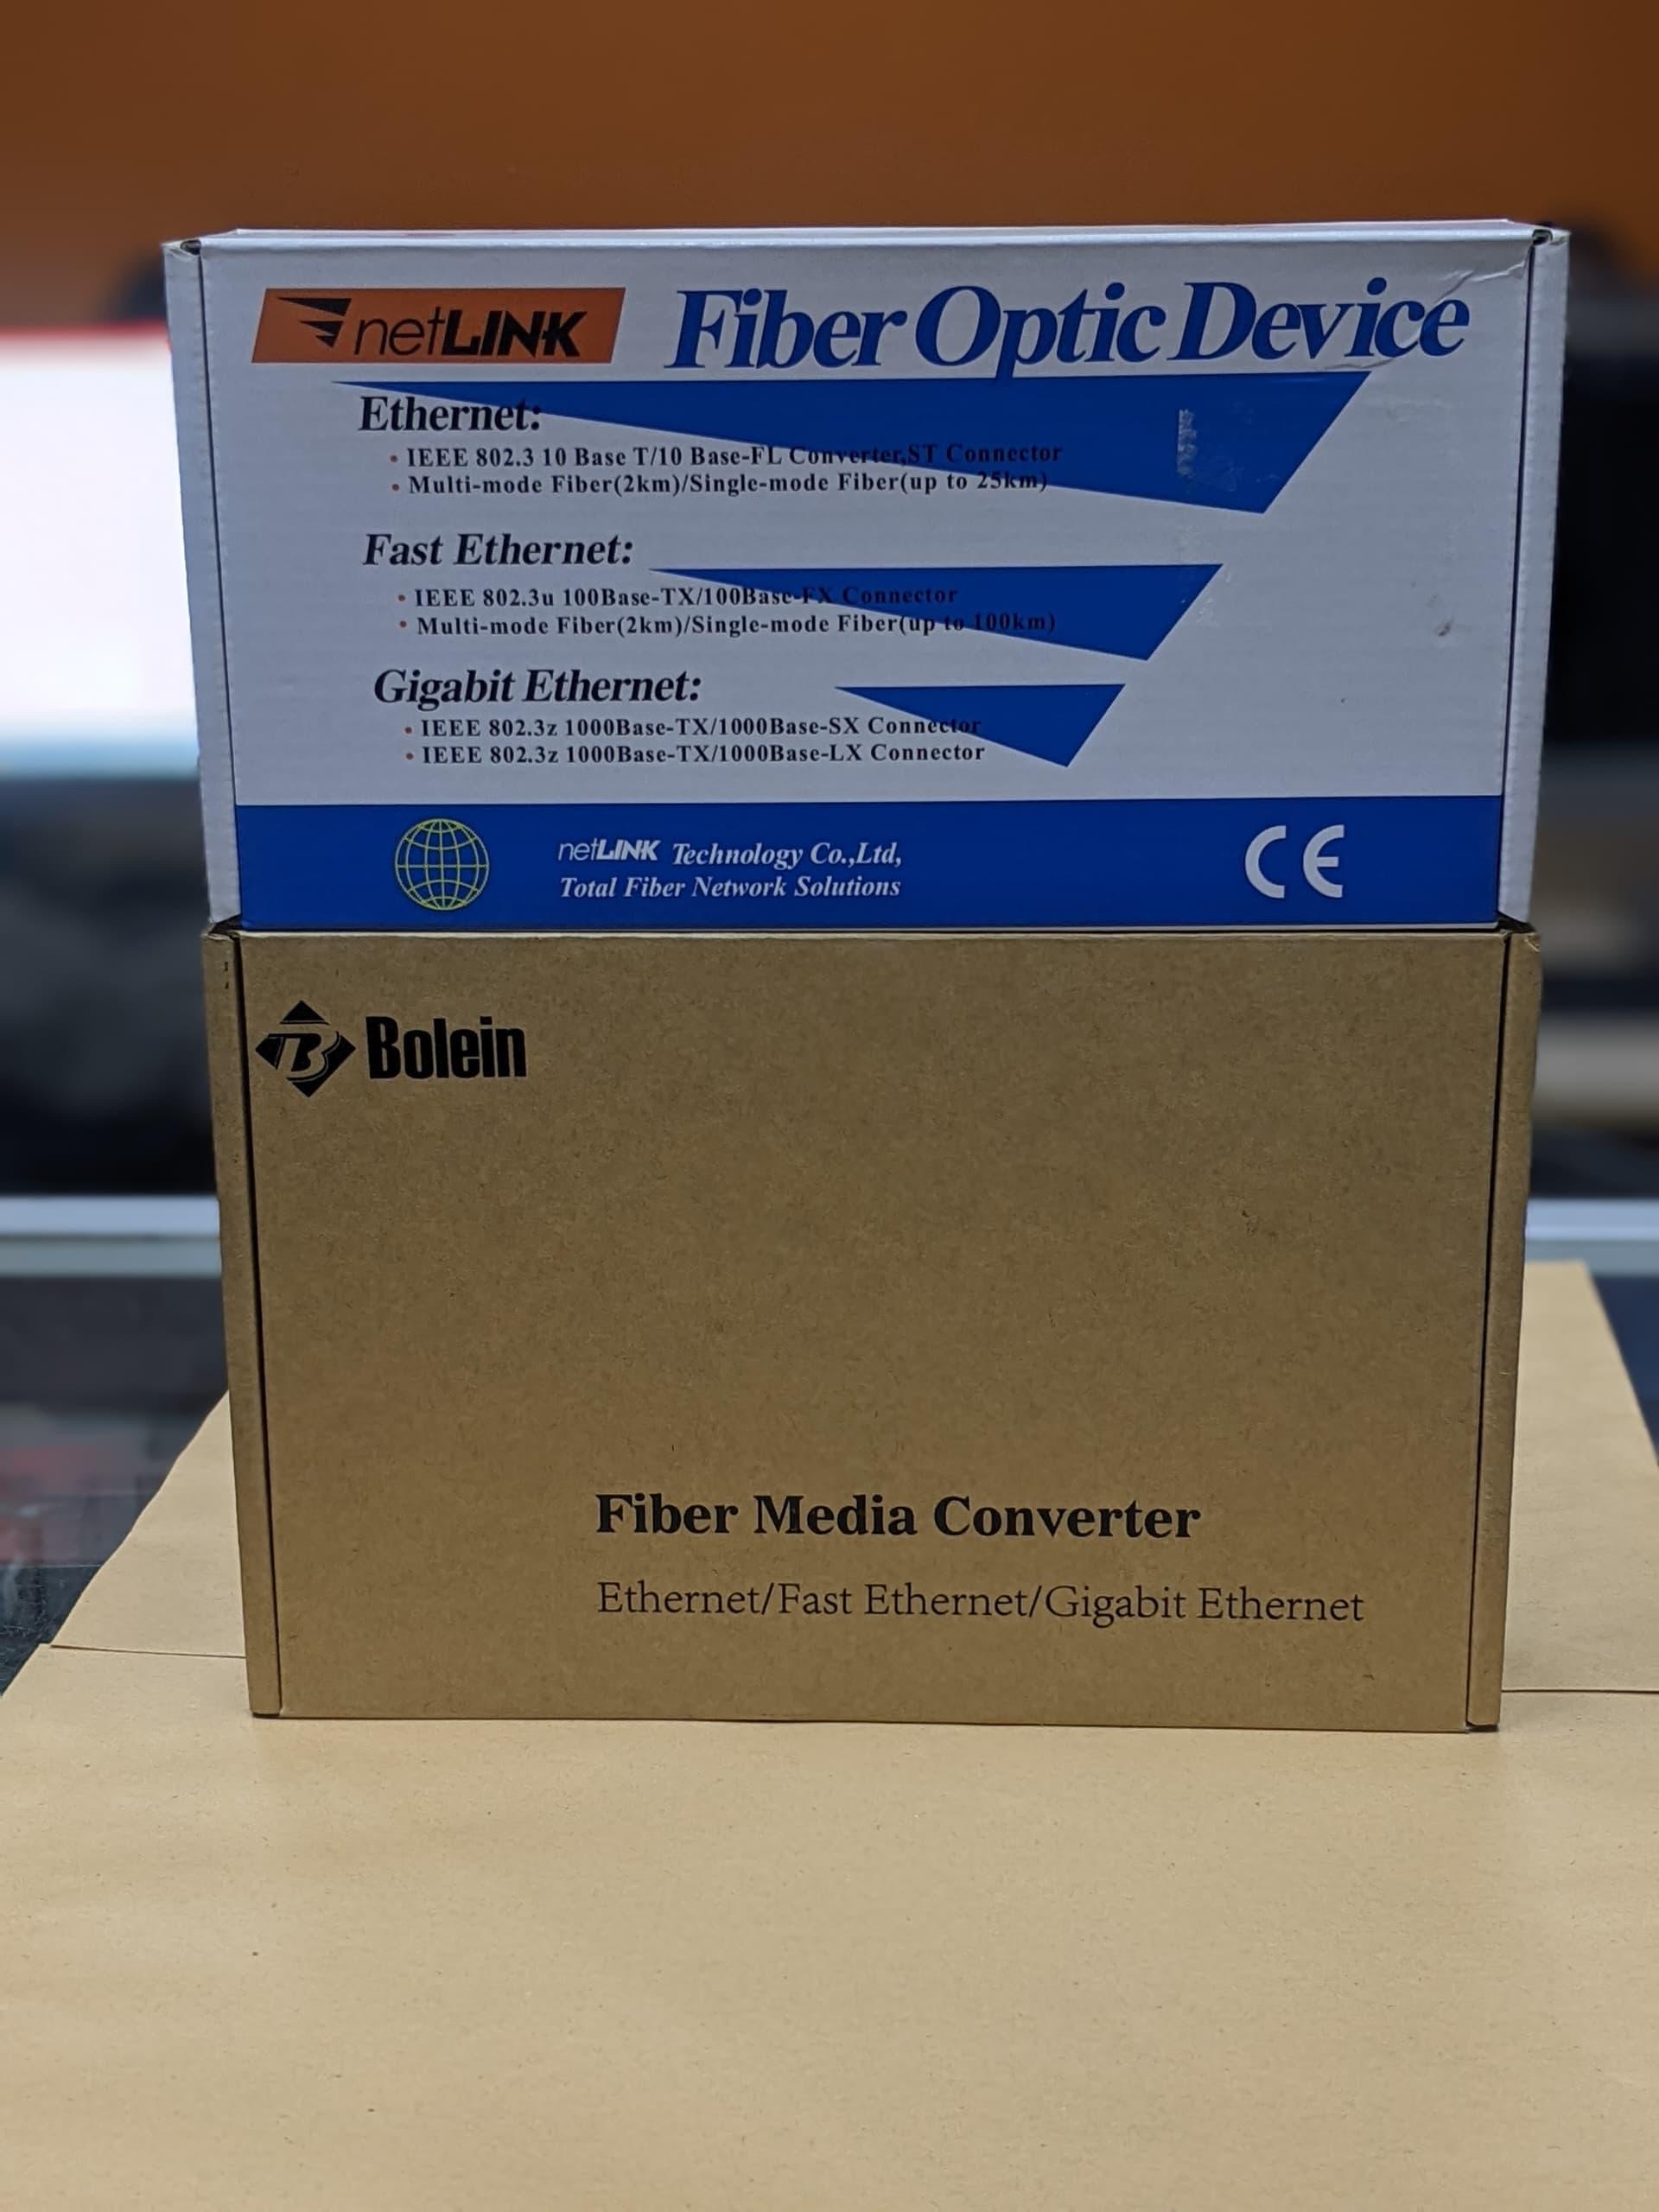 netLINK Fiber Optic Device
Ethernet:
• IEEE 802.3 10 Base T/10 Base-FL Converter,ST Connector
• Multi-mode Fiber(2km)/Single-mode Fiber(up to 25km)
Fast Ethernet:
• IEEE 802.3u 100Base-TX/100Base-FX Connector
• Multi-mode Fiber(2km)/Single-mode Fiber(up to 100km)
Gigabit Ethernet:
• IEEE 802.3z 1000Base-TX/1000Base-SX Connector
• IEEE 802.3z 1000Base-TX/1000Base-LX Connector
netLINK Technology Co.,Ltd,
Total Fiber Network Solutions
CE
B Bolein
Fiber Media Converter
Ethernet/Fast Ethernet/Gigabit Ethernet